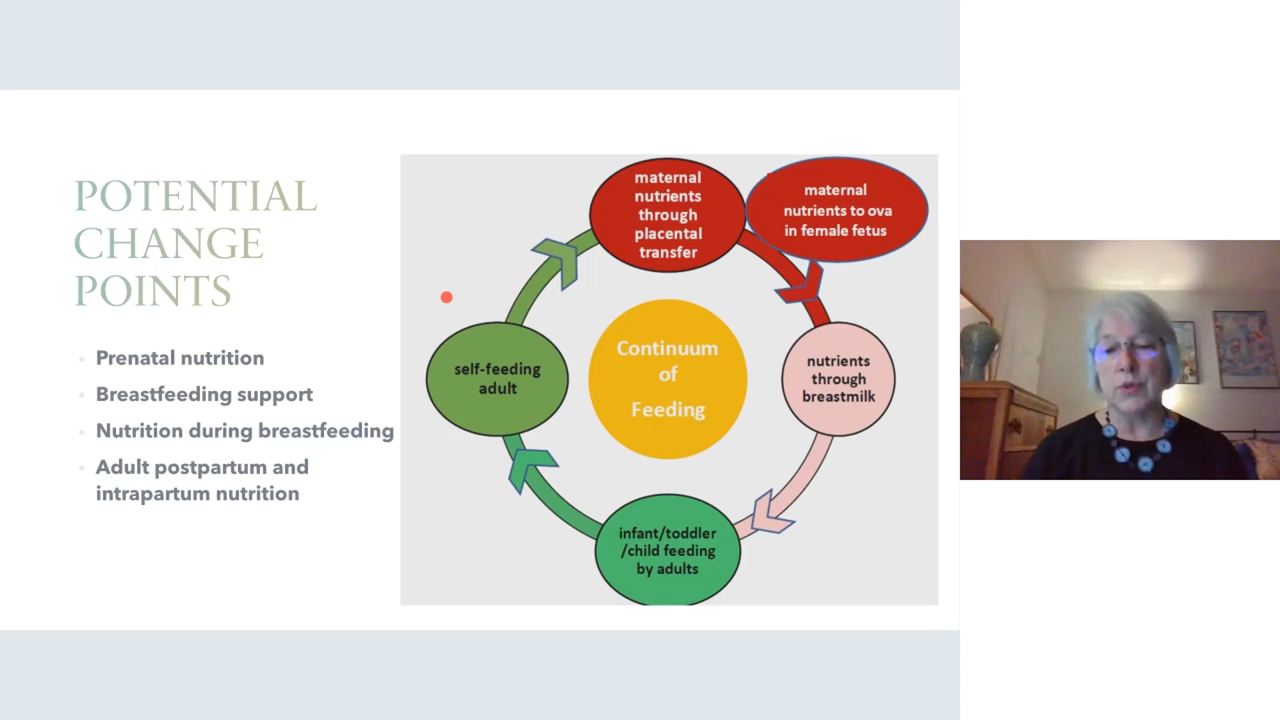 POTENTIAL
CHANGE
POINTS
Prenatal nutrition
Breastfeeding support
Nutrition during breastfeeding
Adult postpartum and
intrapartum nutrition
maternal
nutrients
through
placental
transfer
maternal
nutrients to ova
in female fetus
nutrients
through
breastmilk
infant/toddler
/child feeding
by adults
self-feeding
adult
Continuum
of
Feeding